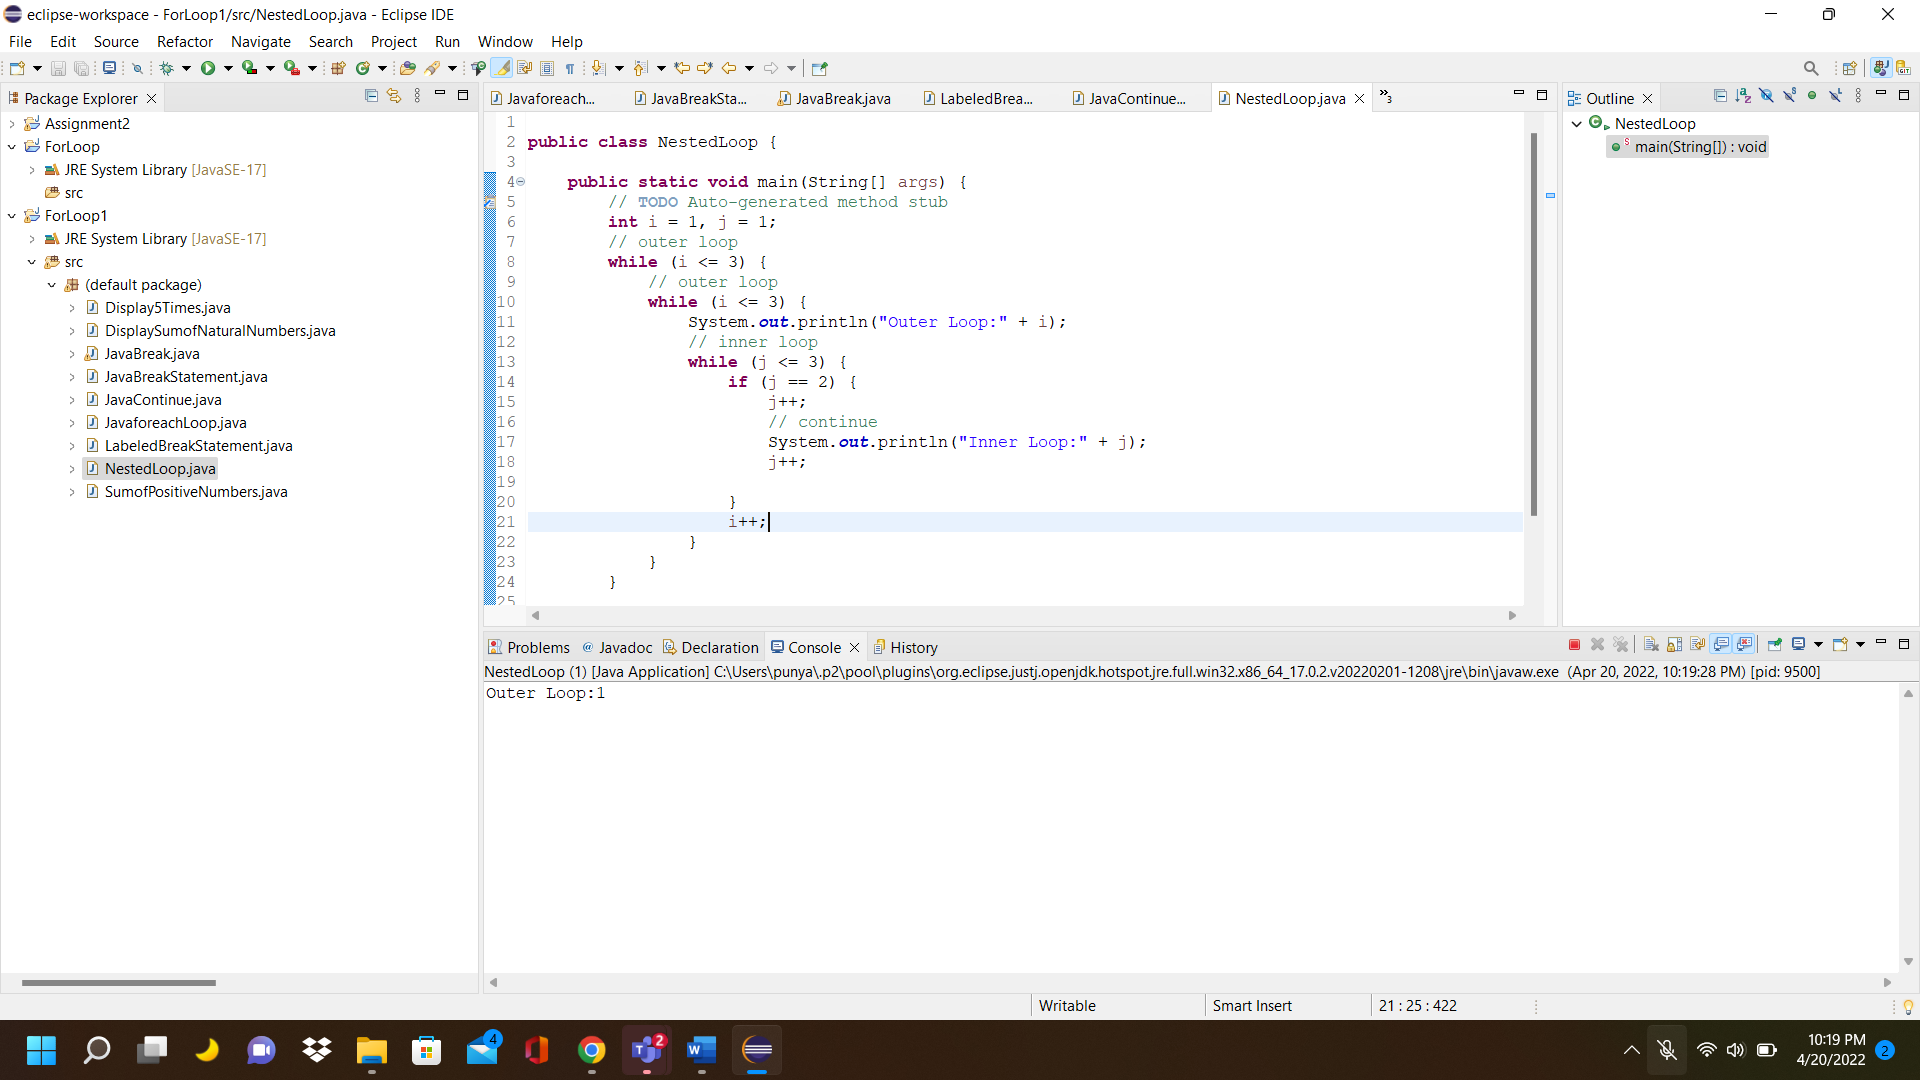 eclipse-workspace - ForLoop1/src/NestedLoop.java - Eclipse IDE
File Edit Source Refactor Navigate Search Project Run Window Help
Package Explorer
Assignment2
ForLoop
JRE System Library [JavaSE-17]
src
ForLoop1
JRE System Library [JavaSE-17]
src
(default package)
Display5Times.java
DisplaySumofNaturalNumbers.java
JavaBreak.java
JavaBreakStatement.java
JavaContinue.java
JavaforeachLoop.java
LabeledBreakStatement.java
NestedLoop.java
SumofPositiveNumbers.java
Javaforeach... JavaBreakSta... JavaBreak.java LabeledBrea... JavaContinue... NestedLoop.java »3
1
2 public class NestedLoop {
3
4 public static void main(String[] args) {
5 // TODO Auto-generated method stub
6 int i = 1, j = 1;
7 // outer loop
8 while (i <= 3) {
9 // outer loop
10 while (i <= 3) {
11 System.out.println("Outer Loop:" + i);
12 // inner loop
13 while (j <= 3) {
14 if (j == 2) {
15 j++;
16 // continue
17 System.out.println("Inner Loop:" + j);
18 j++;
19
20 }
21 i++;
22 }
23 }
24 }
25
Outline
NestedLoop
main(String[]) : void
Problems @ Javadoc Declaration Console History
NestedLoop (1) [Java Application] C:\Users\punya\.p2\pool\plugins\org.eclipse.justj.openjdk.hotspot.jre.full.win32.x86_64_17.0.2.v20220201-1208\jre\bin\javaw.exe (Apr 20, 2022, 10:19:28 PM) [pid: 9500]
Outer Loop:1
Writable Smart Insert 21 : 25 : 422
4
2
10:19 PM
4/20/2022
2